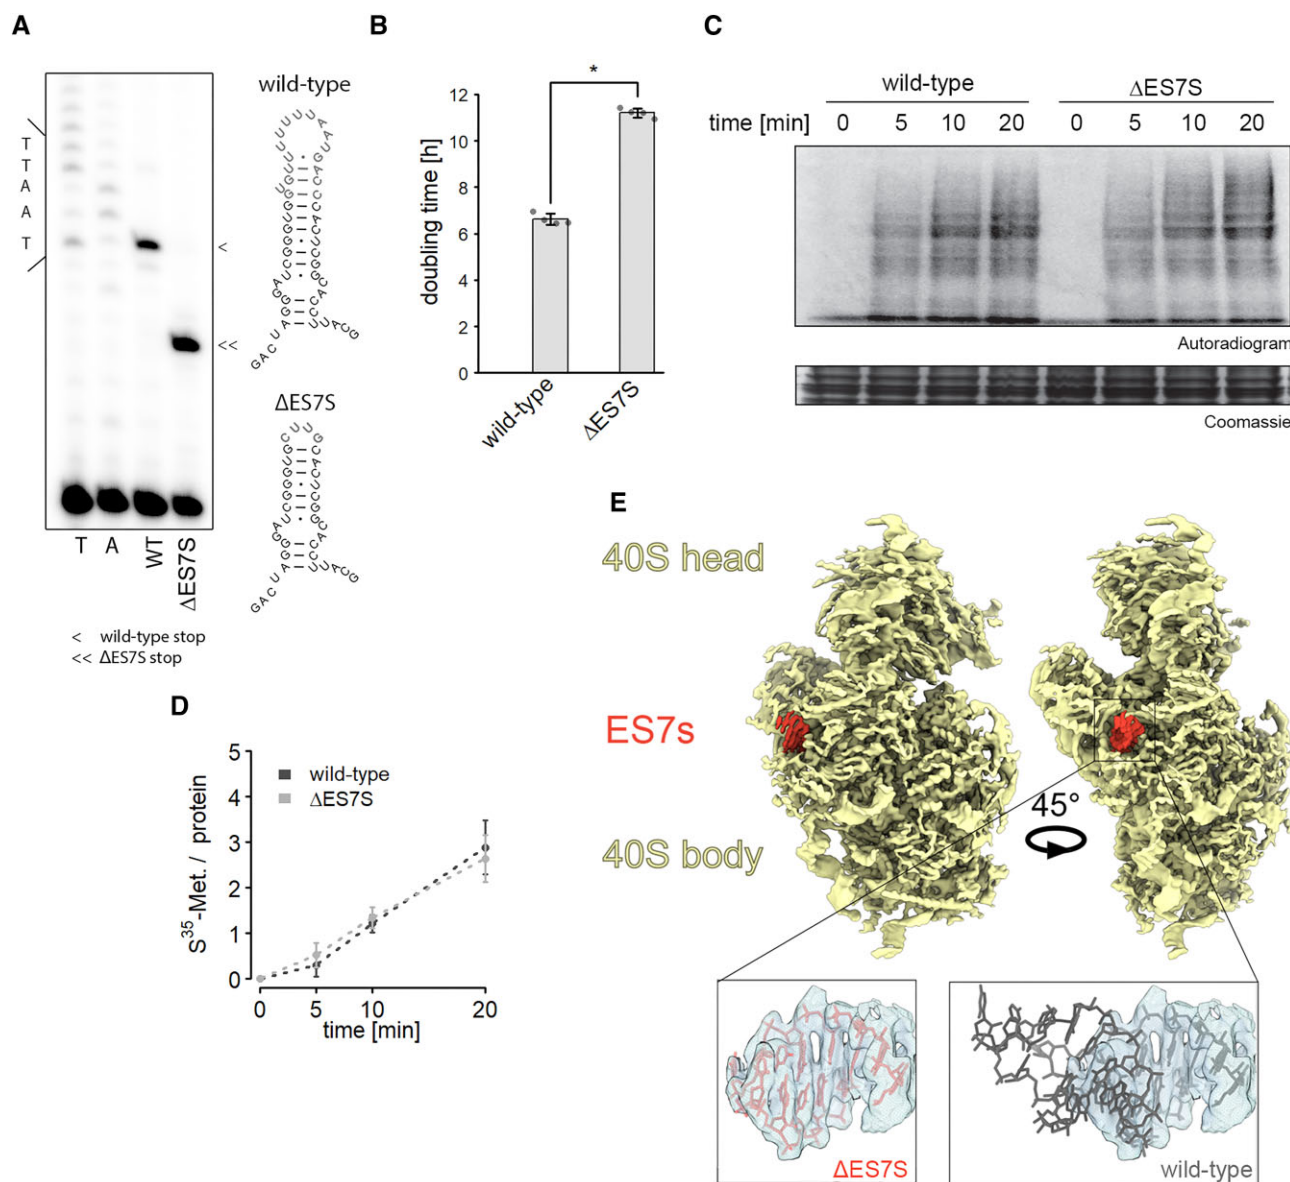 A
B
C
wild-type
ΔES7S
T
T
A
A
T
<
<<
T
A
WT
ΔES7S
< wild-type stop
<< ΔES7S stop
*
doubling time [h]
12
10
8
6
4
2
0
wild-type
ΔES7S
wild-type
ΔES7S
time [min] 0 5 10 20 0 5 10 20
Autoradiogram
Coomassie
D
S³⁵-Met. / protein
5
4
3
2
1
0
wild-type
ΔES7S
0 5 10 20
time [min]
E
40S head
ES7s
45°
40S body
ΔES7S
wild-type